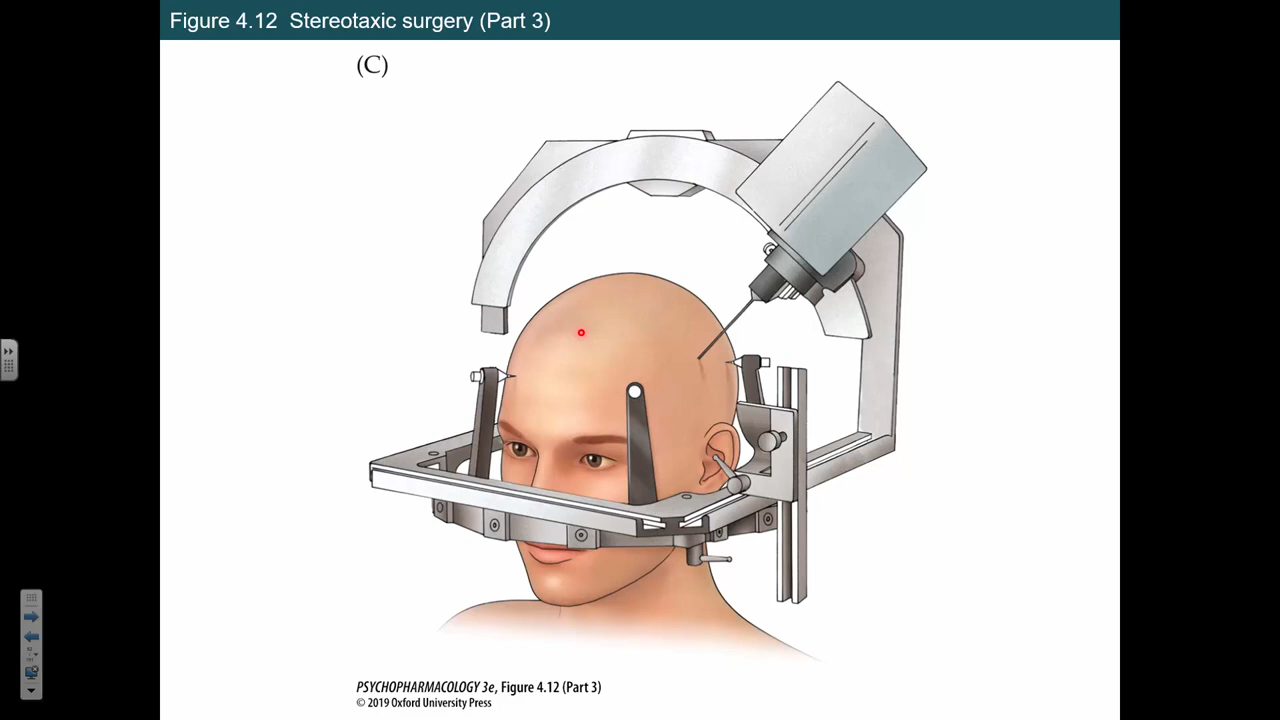 Figure 4.12 Stereotaxic surgery (Part 3)
(C)
PSYCHOPHARMACOLOGY 3e, Figure 4.12 (Part 3)
© 2019 Oxford University Press